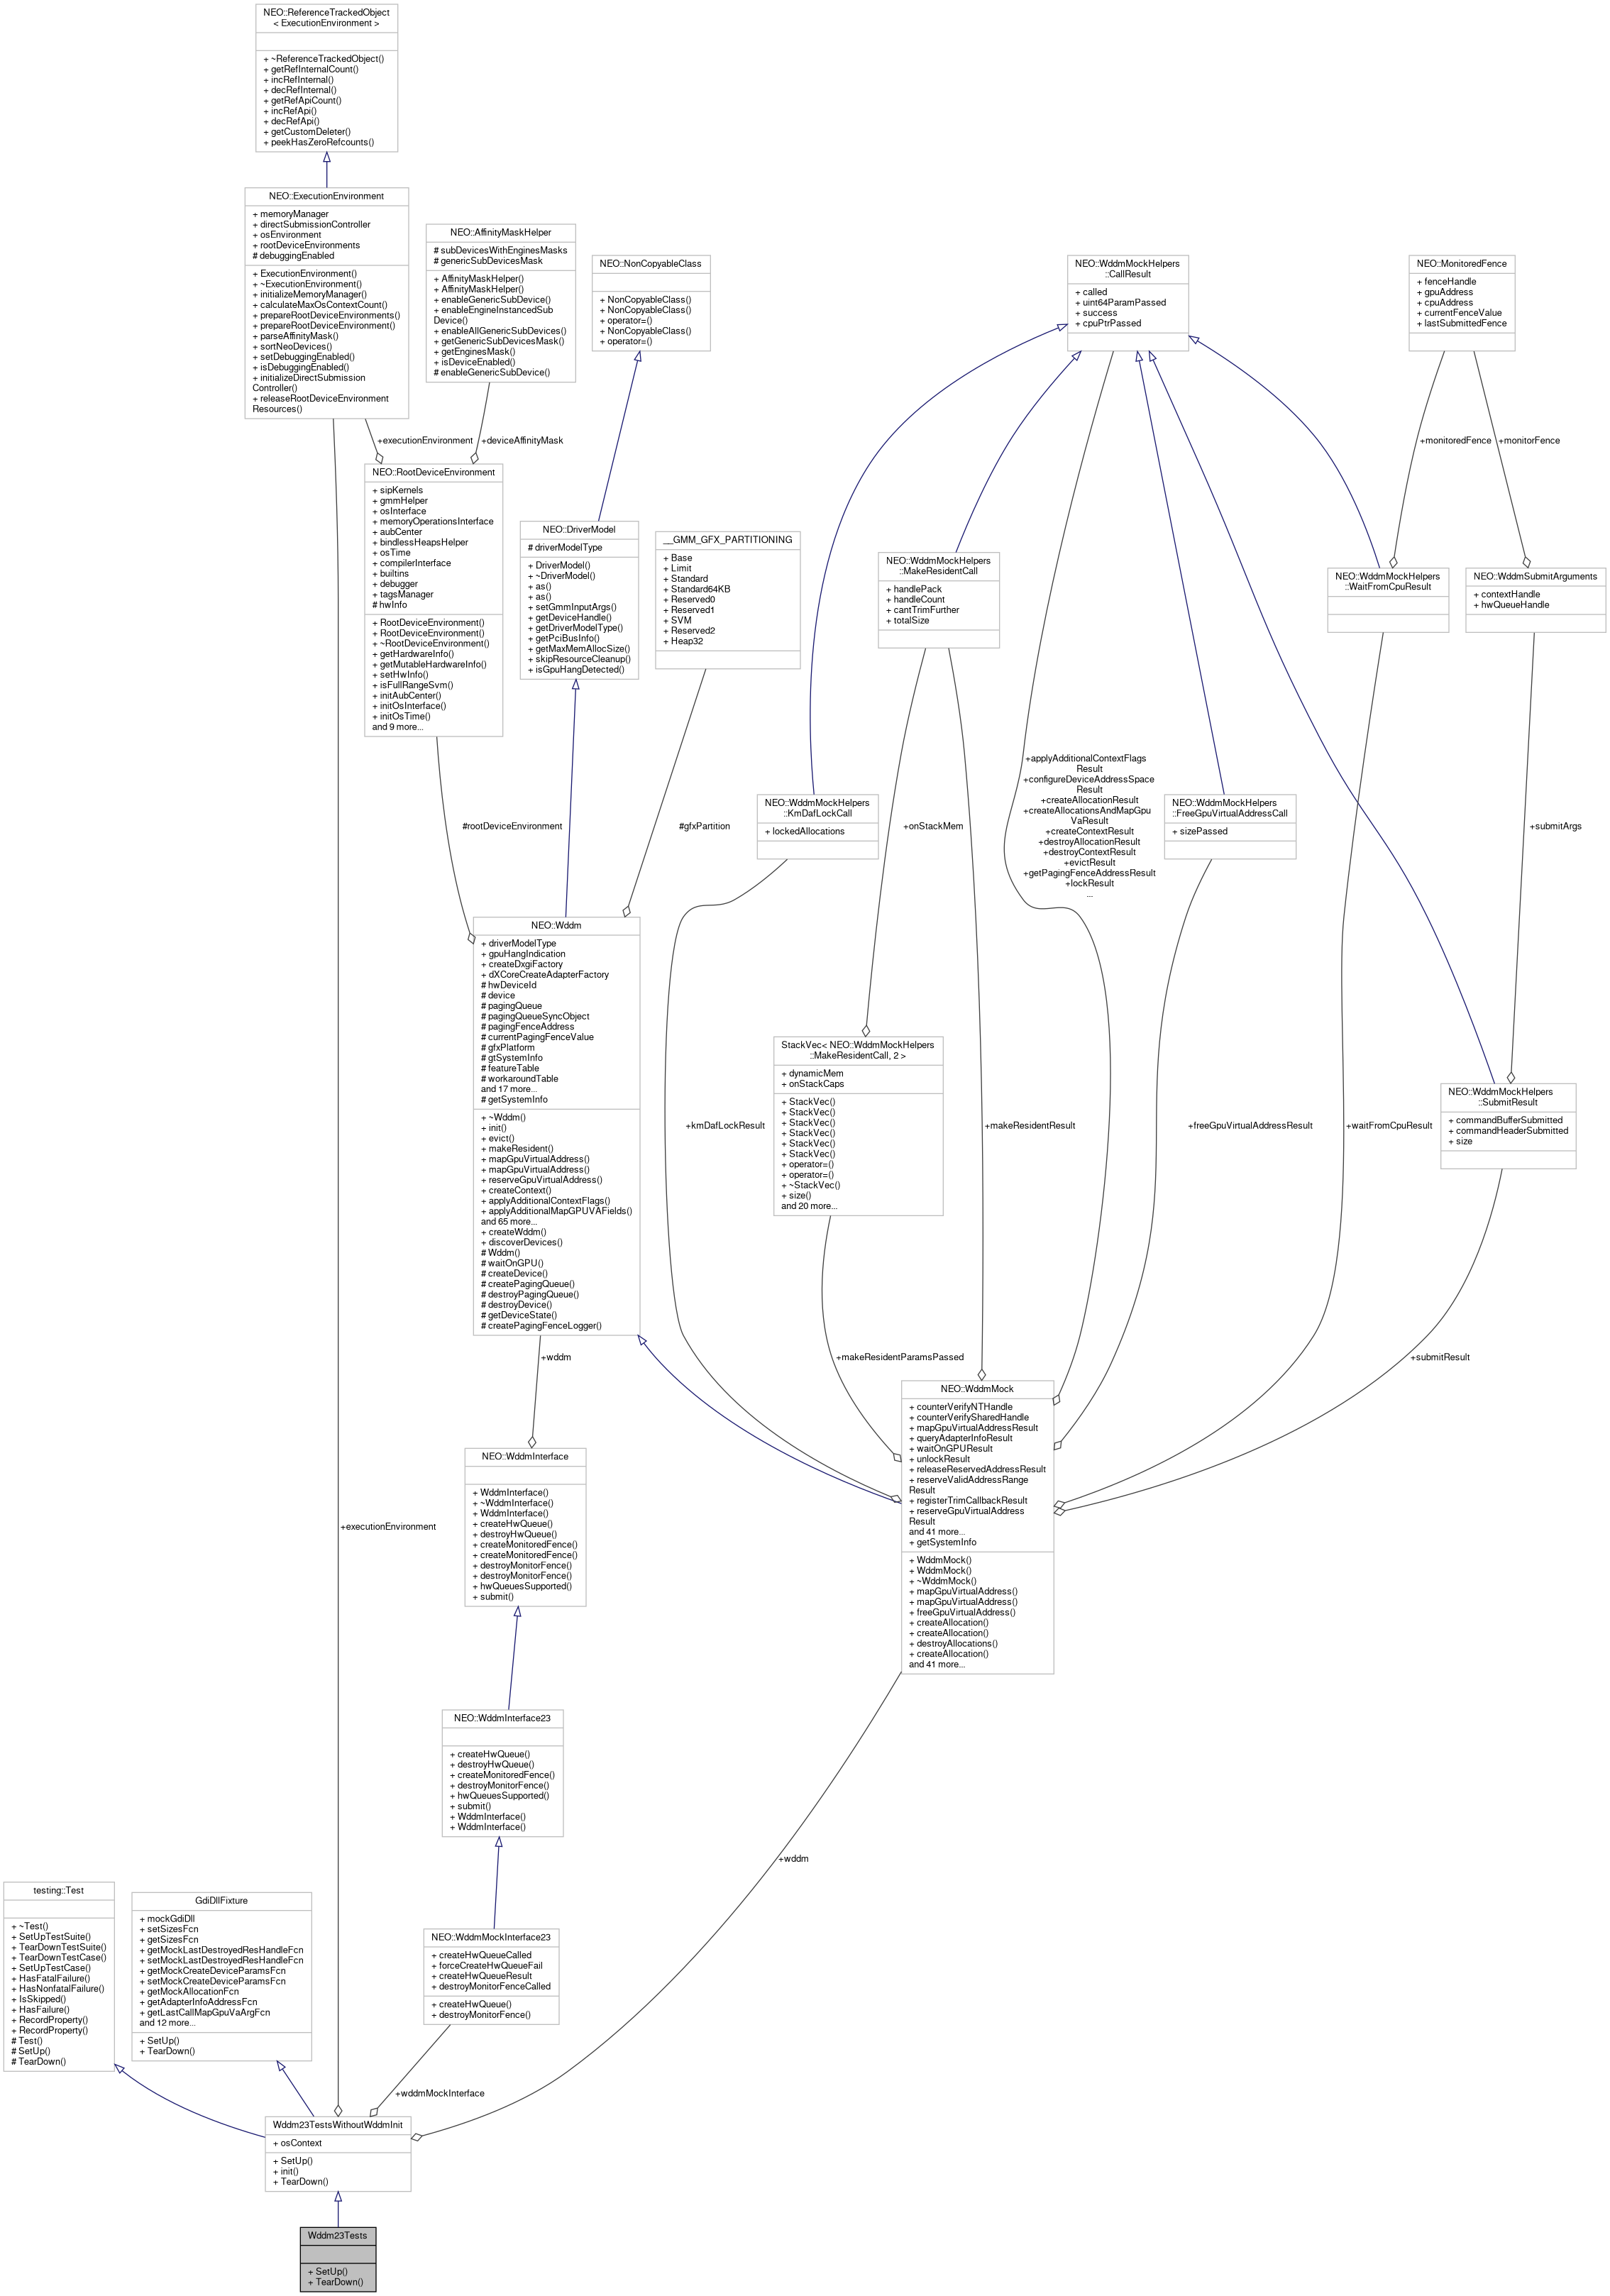 NEO::ReferenceTrackedObject
< ExecutionEnvironment >
+ ~ReferenceTrackedObject()
+ getRefInternalCount()
+ incRefInternal()
+ decRefInternal()
+ getRefApiCount()
+ incRefApi()
+ decRefApi()
+ getCustomDeleter()
+ peekHasZeroRefcounts()
NEO::ExecutionEnvironment
+ memoryManager
+ directSubmissionController
+ osEnvironment
+ rootDeviceEnvironments
# debuggingEnabled
+ ExecutionEnvironment()
+ ~ExecutionEnvironment()
+ initializeMemoryManager()
+ calculateMaxOsContextCount()
+ prepareRootDeviceEnvironments()
+ prepareRootDeviceEnvironment()
+ parseAffinityMask()
+ sortNeoDevices()
+ setDebuggingEnabled()
+ isDebuggingEnabled()
+ initializeDirectSubmission
Controller()
+ releaseRootDeviceEnvironment
Resources()
NEO::AffinityMaskHelper
# subDevicesWithEnginesMasks
# genericSubDevicesMask
+ AffinityMaskHelper()
+ AffinityMaskHelper()
+ enableGenericSubDevice()
+ enableEngineInstancedSub
Device()
+ enableAllGenericSubDevices()
+ getGenericSubDevicesMask()
+ getEnginesMask()
+ isDeviceEnabled()
# enableGenericSubDevice()
NEO::NonCopyableClass
+ NonCopyableClass()
+ NonCopyableClass()
+ operator=()
+ NonCopyableClass()
+ operator=()
NEO::WddmMockHelpers
::CallResult
+ called
+ uint64ParamPassed
+ success
+ cpuPtrPassed
NEO::MonitoredFence
+ fenceHandle
+ gpuAddress
+ cpuAddress
+ currentFenceValue
+ lastSubmittedFence
+executionEnvironment
+deviceAffinityMask
+monitoredFence
+monitorFence
NEO::RootDeviceEnvironment
+ sipKernels
+ gmmHelper
+ osInterface
+ memoryOperationsInterface
+ aubCenter
+ bindlessHeapsHelper
+ osTime
+ compilerInterface
+ builtins
+ debugger
+ tagsManager
# hwInfo
+ RootDeviceEnvironment()
+ RootDeviceEnvironment()
+ ~RootDeviceEnvironment()
+ getHardwareInfo()
+ getMutableHardwareInfo()
+ setHwInfo()
+ isFullRangeSvm()
+ initAubCenter()
+ initOsInterface()
+ initOsTime()
and 9 more...
NEO::DriverModel
# driverModelType
+ DriverModel()
+ ~DriverModel()
+ as()
+ as()
+ setGmmInputArgs()
+ getDeviceHandle()
+ getDriverModelType()
+ getPciBusInfo()
+ getMaxMemAllocSize()
+ skipResourceCleanup()
+ isGpuHangDetected()
__GMM_GFX_PARTITIONING
+ Base
+ Limit
+ Standard
+ Standard64KB
+ Reserved0
+ Reserved1
+ SVM
+ Reserved2
+ Heap32
NEO::WddmMockHelpers
::MakeResidentCall
+ handlePack
+ handleCount
+ cantTrimFurther
+ totalSize
NEO::WddmMockHelpers
::WaitFromCpuResult
NEO::WddmSubmitArguments
+ contextHandle
+ hwQueueHandle
#rootDeviceEnvironment
#gfxPartition
NEO::WddmMockHelpers
::KmDafLockCall
+ lockedAllocations
+onStackMem
+applyAdditionalContextFlags
Result
+configureDeviceAddressSpace
Result
+createAllocationResult
+createAllocationsAndMapGpu
VaResult
+createContextResult
+destroyAllocationResult
+destroyContextResult
+evictResult
+getPagingFenceAddressResult
+lockResult
...
NEO::WddmMockHelpers
::FreeGpuVirtualAddressCall
+ sizePassed
+submitArgs
NEO::Wddm
+ driverModelType
+ gpuHangIndication
+ createDxgiFactory
+ dXCoreCreateAdapterFactory
# hwDeviceId
# device
# pagingQueue
# pagingQueueSyncObject
# pagingFenceAddress
# currentPagingFenceValue
# gfxPlatform
# gtSystemInfo
# featureTable
# workaroundTable
and 17 more...
# getSystemInfo
+ ~Wddm()
+ init()
+ evict()
+ makeResident()
+ mapGpuVirtualAddress()
+ mapGpuVirtualAddress()
+ reserveGpuVirtualAddress()
+ createContext()
+ applyAdditionalContextFlags()
+ applyAdditionalMapGPUVAFields()
and 65 more...
+ createWddm()
+ discoverDevices()
# Wddm()
# waitOnGPU()
# createDevice()
# createPagingQueue()
# destroyPagingQueue()
# destroyDevice()
# getDeviceState()
# createPagingFenceLogger()
StackVec< NEO::WddmMockHelpers
::MakeResidentCall, 2 >
+ dynamicMem
+ onStackCaps
+ StackVec()
+ StackVec()
+ StackVec()
+ StackVec()
+ StackVec()
+ StackVec()
+ operator=()
+ operator=()
+ ~StackVec()
+ size()
and 20 more...
NEO::WddmMockHelpers
::SubmitResult
+ commandBufferSubmitted
+ commandHeaderSubmitted
+ size
+kmDafLockResult
+makeResidentResult
+freeGpuVirtualAddressResult
+waitFromCpuResult
+wddm
+makeResidentParamsPassed
+submitResult
NEO::WddmMock
+ counterVerifyNTHandle
+ counterVerifySharedHandle
+ mapGpuVirtualAddressResult
+ queryAdapterInfoResult
+ waitOnGPUResult
+ unlockResult
+ releaseReservedAddressResult
+ reserveValidAddressRange
Result
+ registerTrimCallbackResult
+ reserveGpuVirtualAddress
Result
and 41 more...
+ getSystemInfo
+ WddmMock()
+ WddmMock()
+ ~WddmMock()
+ mapGpuVirtualAddress()
+ mapGpuVirtualAddress()
+ freeGpuVirtualAddress()
+ createAllocation()
+ createAllocation()
+ destroyAllocations()
+ createAllocation()
and 41 more...
NEO::WddmInterface
+ WddmInterface()
+ ~WddmInterface()
+ WddmInterface()
+ createHwQueue()
+ destroyHwQueue()
+ createMonitoredFence()
+ createMonitoredFence()
+ destroyMonitorFence()
+ destroyMonitorFence()
+ hwQueuesSupported()
+ submit()
+executionEnvironment
NEO::WddmInterface23
+ createHwQueue()
+ destroyHwQueue()
+ createMonitoredFence()
+ destroyMonitorFence()
+ hwQueuesSupported()
+ submit()
+ WddmInterface()
+ WddmInterface()
+wddm
testing::Test
+ ~Test()
+ SetUpTestSuite()
+ TearDownTestSuite()
+ TearDownTestCase()
+ SetUpTestCase()
+ HasFatalFailure()
+ HasNonfatalFailure()
+ IsSkipped()
+ HasFailure()
+ RecordProperty()
+ RecordProperty()
# Test()
# SetUp()
# TearDown()
GdiDllFixture
+ mockGdiDll
+ setSizesFcn
+ getSizesFcn
+ getMockLastDestroyedResHandleFcn
+ setMockLastDestroyedResHandleFcn
+ getMockCreateDeviceParamsFcn
+ setMockCreateDeviceParamsFcn
+ getMockAllocationFcn
+ getAdapterInfoAddressFcn
+ getLastCallMapGpuVaArgFcn
and 12 more...
+ SetUp()
+ TearDown()
NEO::WddmMockInterface23
+ createHwQueueCalled
+ forceCreateHwQueueFail
+ createHwQueueResult
+ destroyMonitorFenceCalled
+ createHwQueue()
+ destroyMonitorFence()
+wddmMockInterface
Wddm23TestsWithoutWddmInit
+ osContext
+ SetUp()
+ init()
+ TearDown()
Wddm23Tests
+ SetUp()
+ TearDown()